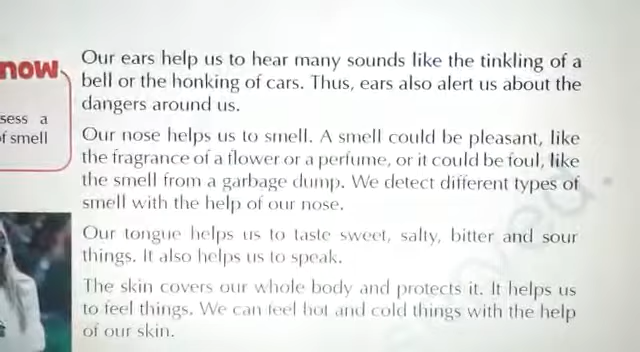 now
sess a
of smell
Our ears help us to hear many sounds like the tinkling of a
bell or the honking of cars. Thus, ears also alert us about the
dangers around us.
Our nose helps us to smell. A smell could be pleasant, like
the fragrance of a flower or a perfume, or it could be foul, like
the smell from a garbage dump. We detect different types of
smell with the help of our nose.
Our tongue helps us to taste sweet, salty, bitter and sour
things. It also helps us to speak.
The skin covers our whole body and protects it. It helps us
to feel things. We can feel hot and cold things with the help
of our skin.